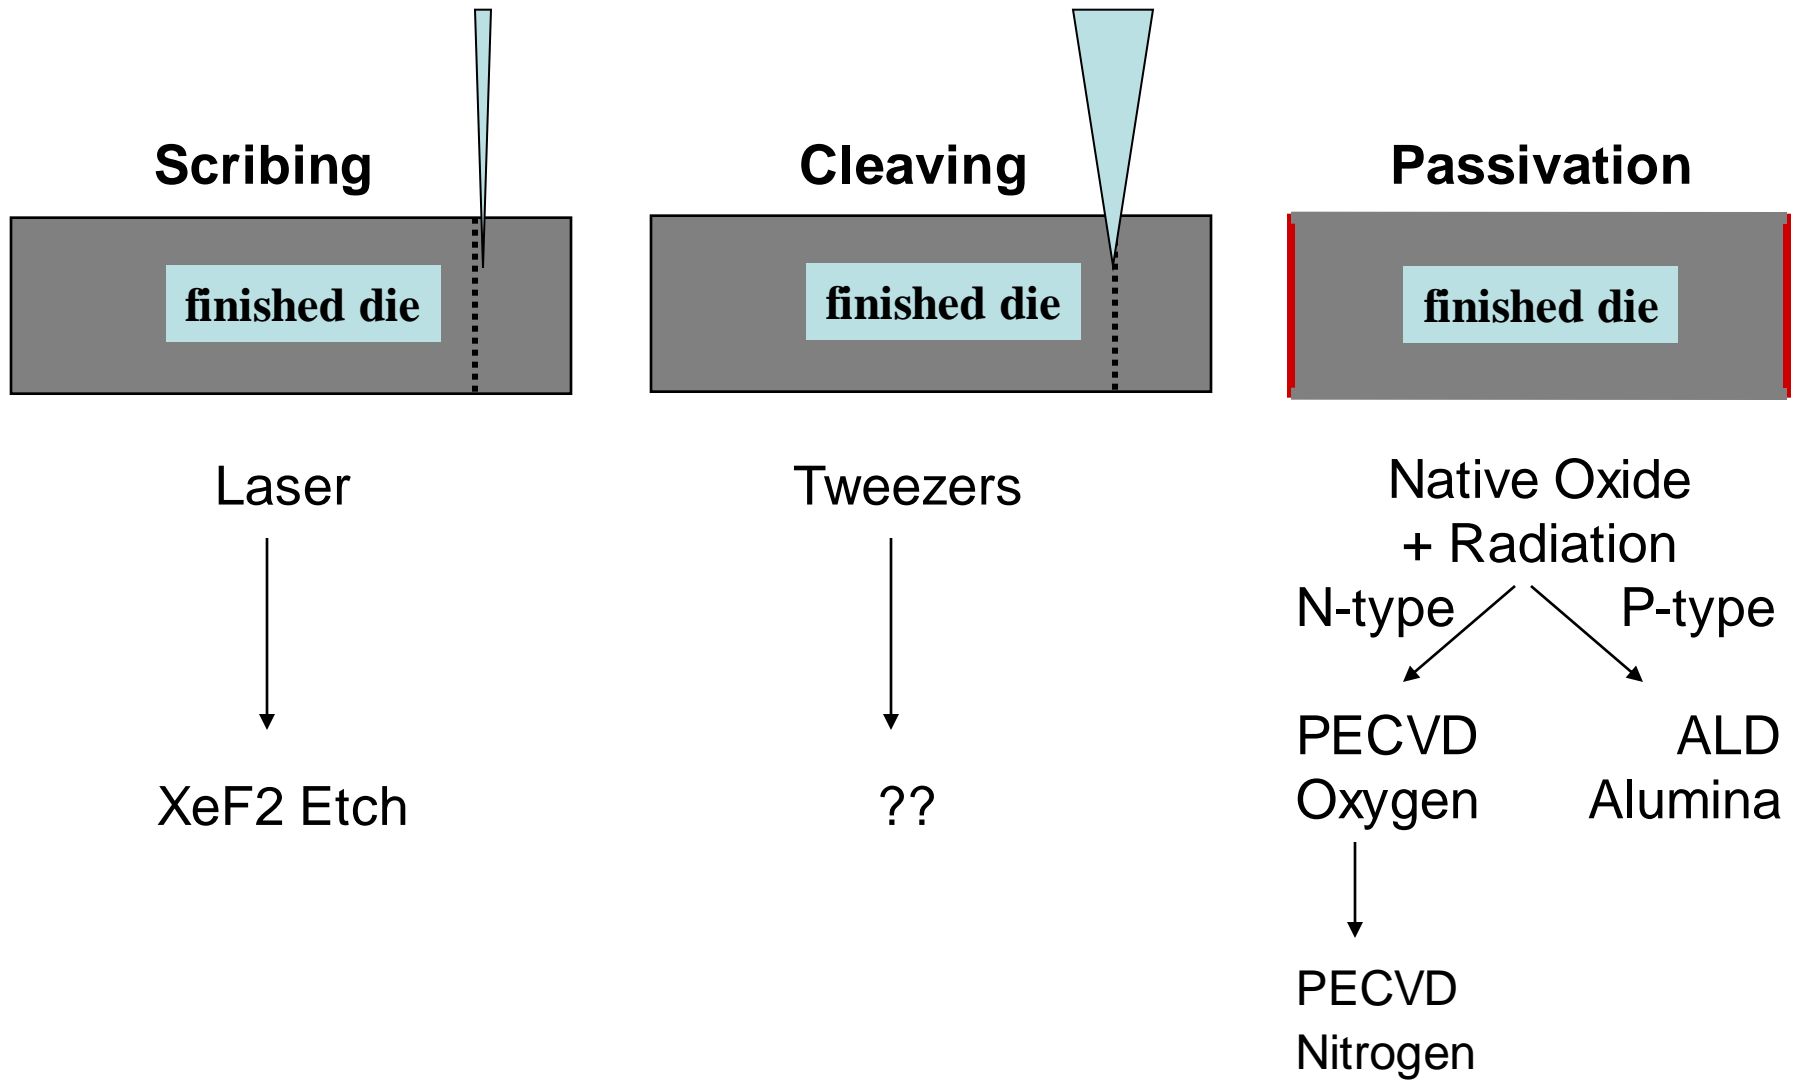 Scribing
finished die
Laser
XeF2 Etch
Cleaving
finished die
Tweezers
??
Passivation
finished die
Native Oxide
+ Radiation
N-type
P-type
PECVD
Oxygen
ALD
Alumina
PECVD
Nitrogen